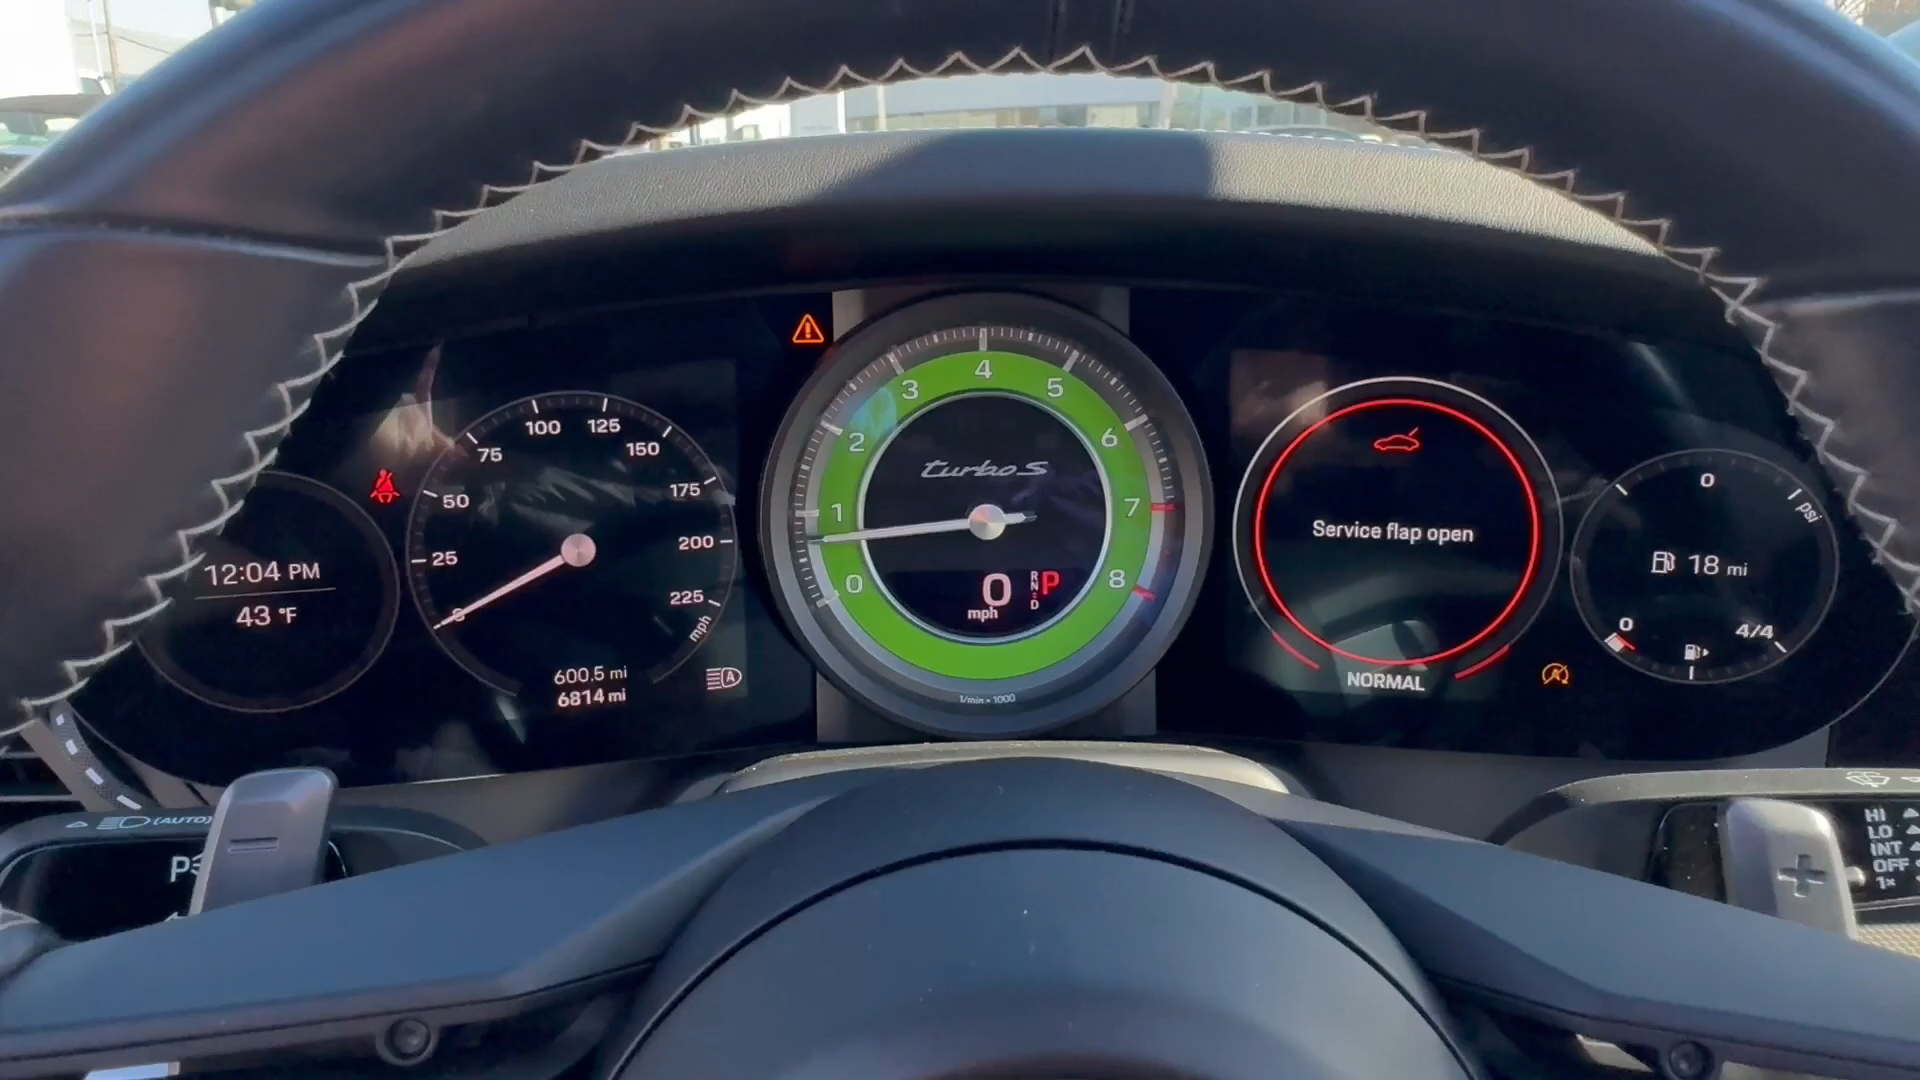 12:04 PM
43 °F
0
25
50
75
100
125
150
175
200
225
mph
600.5 mi
6814 mi
A
0
1
2
3
4
5
6
7
8
turbo S
0
mph
R
N
D
P
1/min • 1000
Service flap open
NORMAL
A
0
psi
18 mi
0
4/4
(AUTO)
P
HI
LO
INT
OFF
1x